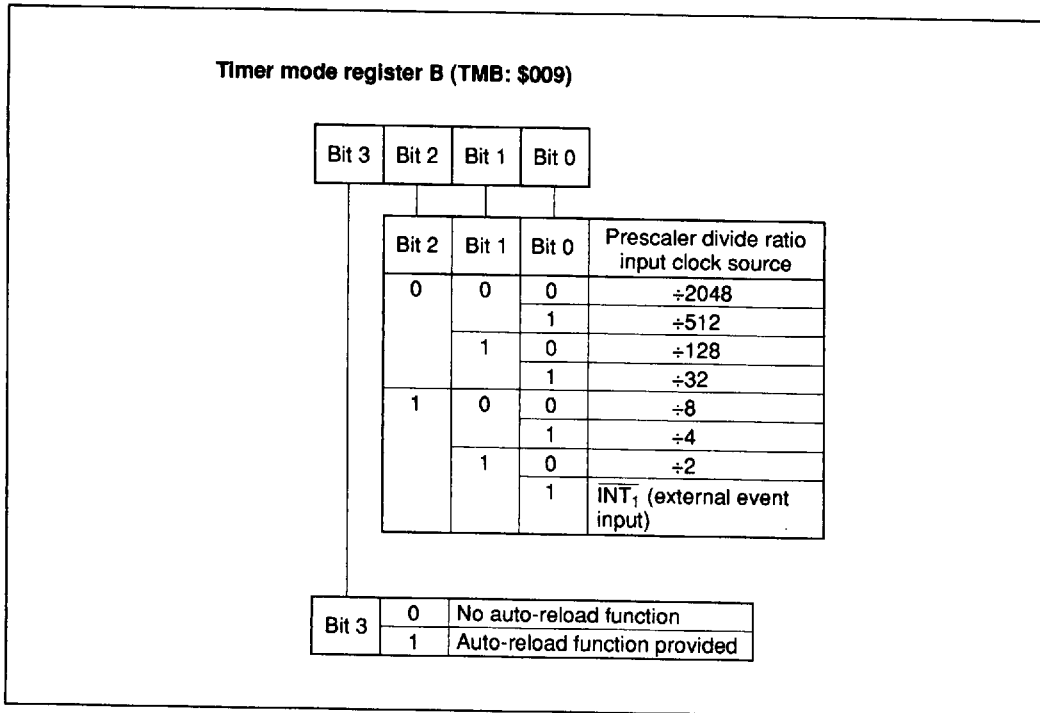 Timer mode register B (TMB: $009)
Bit 3 Bit 2 Bit 1 Bit 0
Bit 2 Bit 1 Bit 0 Prescaler divide ratio
input clock source
0 0 0 ÷2048
1 ÷512
1 0 ÷128
1 ÷32
1 0 0 ÷8
1 ÷4
1 0 ÷2
1 I̅N̅T̅₁ (external event
input)
Bit 3 0 No auto-reload function
1 Auto-reload function provided